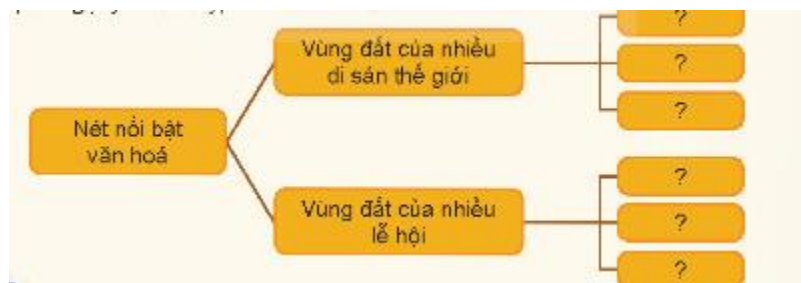 Vùng đất của nhiều
di sản thế giới
?
?
?
Nét nổi bật
văn hoá
Vùng đất của nhiều
lễ hội
?
?
?